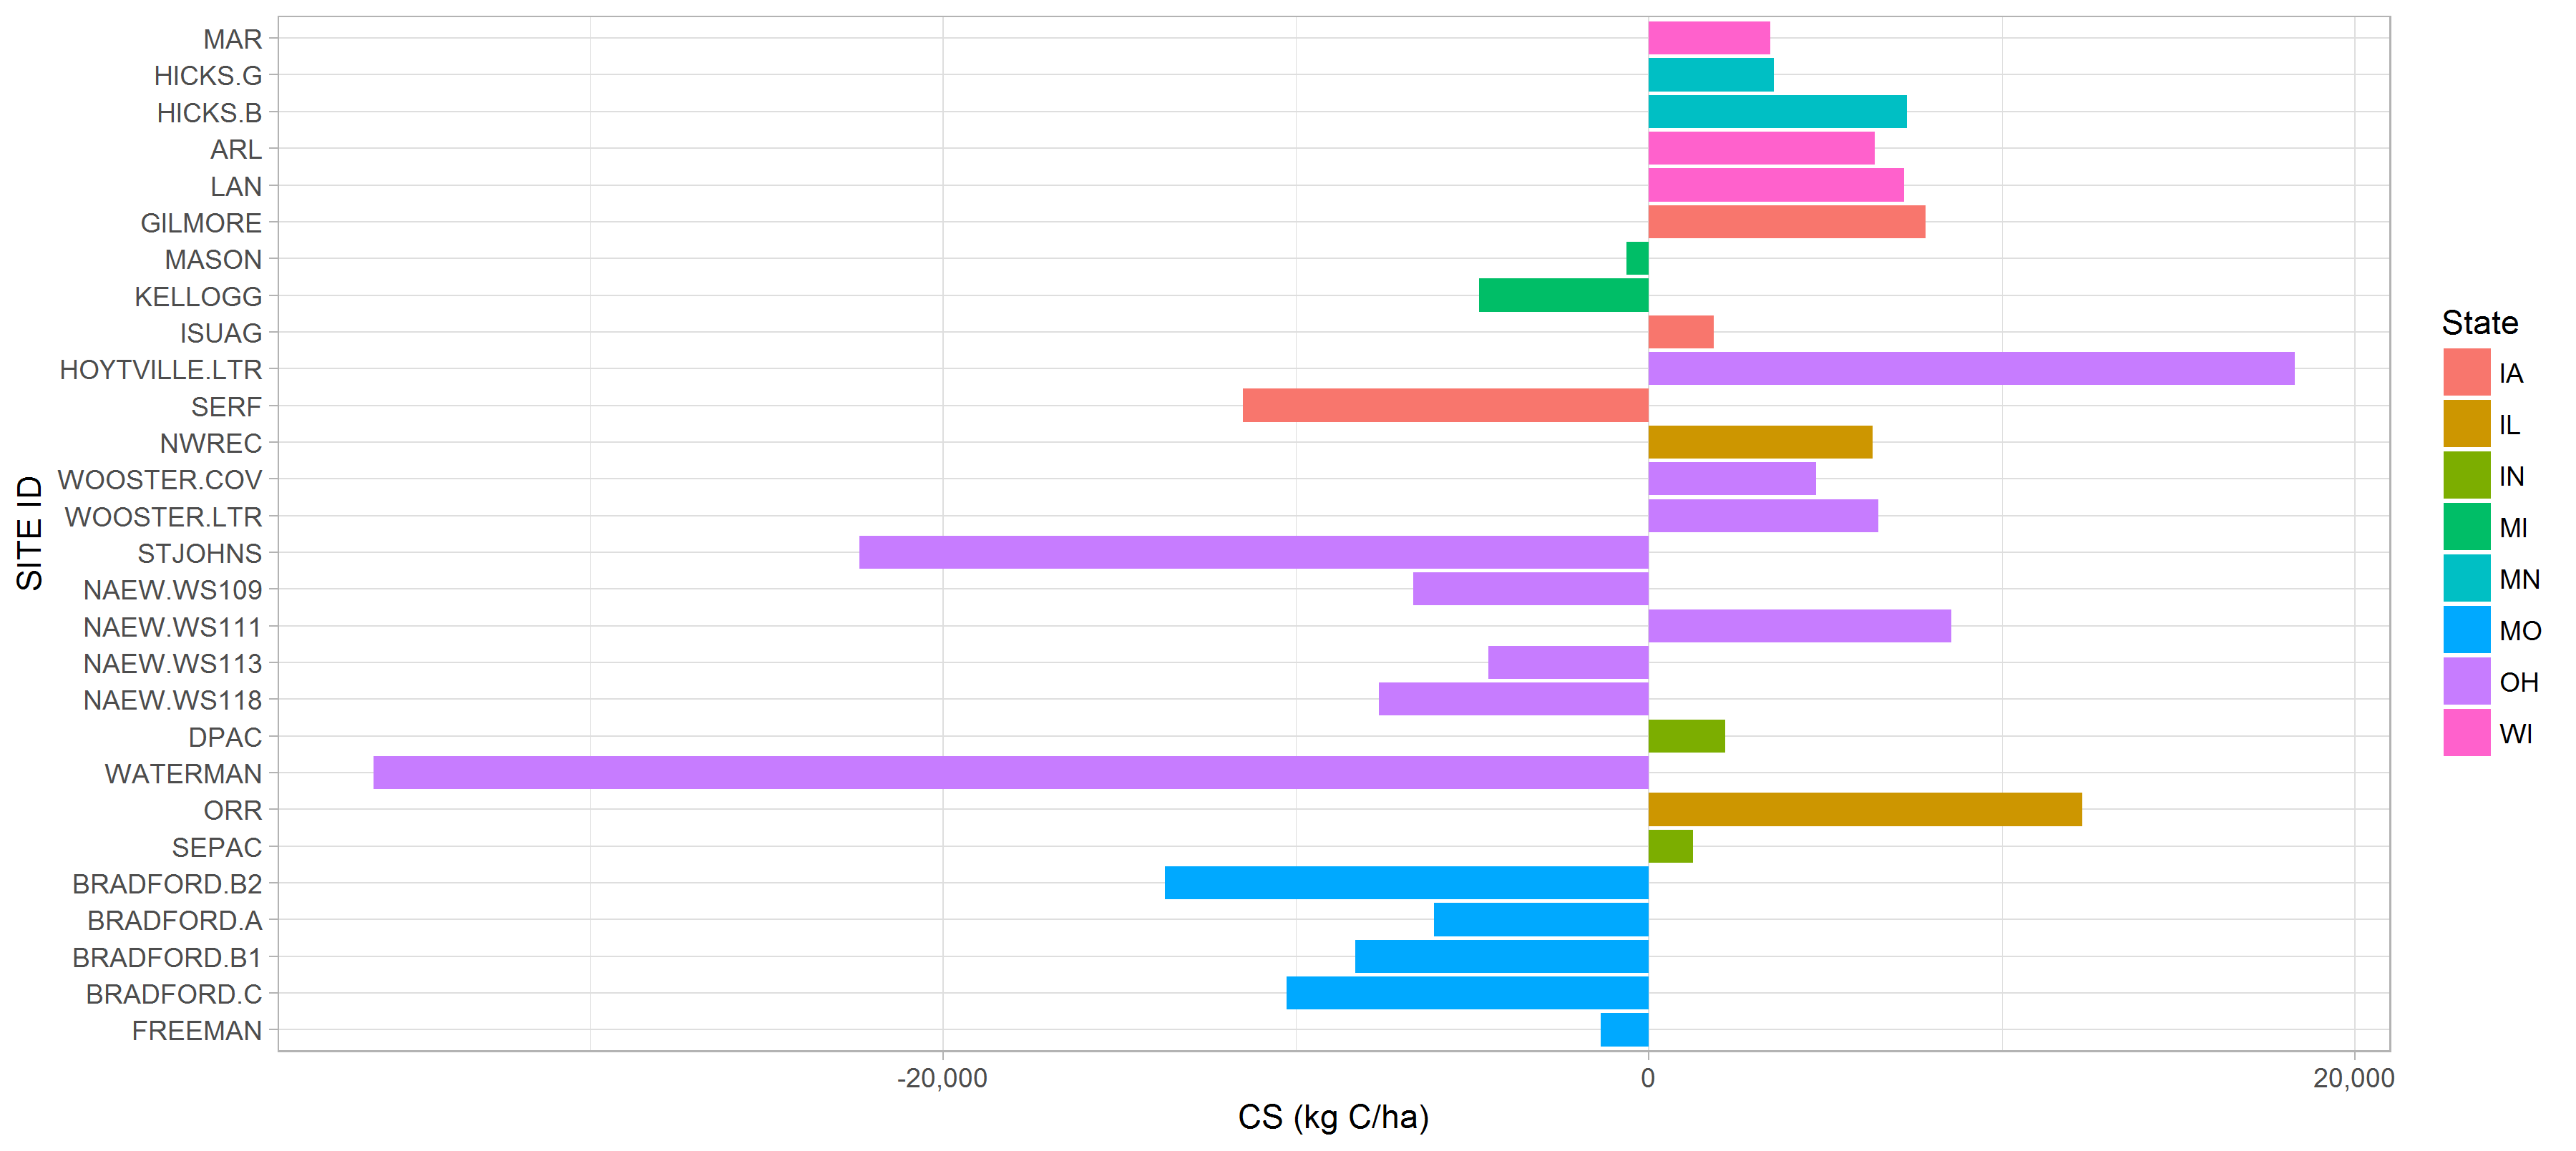 MAR
HICKS.G
HICKS.B
ARL
LAN
GILMORE
MASON
KELLOGG
ISUAG
HOYTVILLE.LTR
SERF
NWREC
WOOSTER.COV
WOOSTER.LTR
STJOHNS
NAEW.WS109
NAEW.WS111
NAEW.WS113
NAEW.WS118
DPAC
WATERMAN
ORR
SEPAC
BRADFORD.B2
BRADFORD.A
BRADFORD.B1
BRADFORD.C
FREEMAN
SITE ID
-20,000 0 20,000
CS (kg C/ha)
State
IA
IL
IN
MI
MN
MO
OH
WI